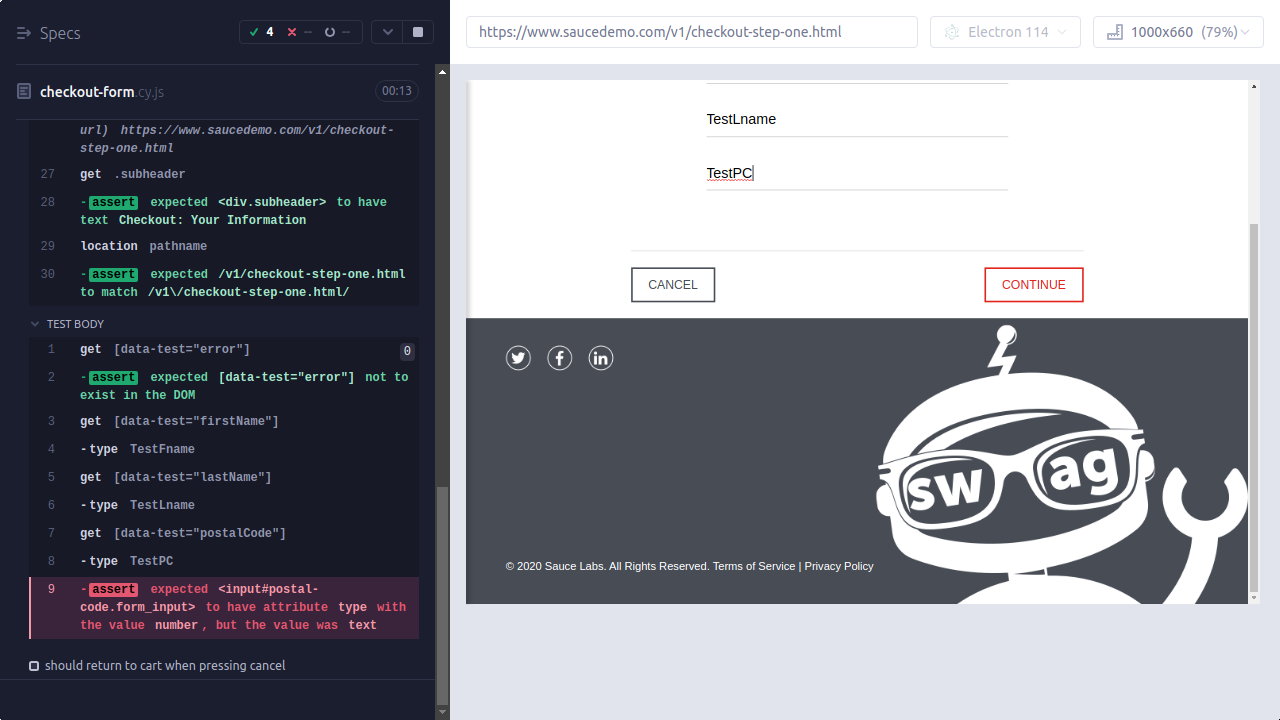 Specs
4 -- --
checkout-form.cy.js
00:13
url) https://www.saucedemo.com/v1/checkout-
step-one.html
27 get .subheader
28 -assert expected <div.subheader> to have
text Checkout: Your Information
29 location pathname
30 -assert expected /v1/checkout-step-one.html
to match /v1\/checkout-step-one.html/
TEST BODY
1 get [data-test="error"] 0
2 -assert expected [data-test="error"] not to
exist in the DOM
3 get [data-test="firstName"]
4 -type TestFname
5 get [data-test="lastName"]
6 -type TestLname
7 get [data-test="postalCode"]
8 -type TestPC
9 -assert expected <input#postal-
code.form_input> to have attribute type with
the value number, but the value was text
should return to cart when pressing cancel
https://www.saucedemo.com/v1/checkout-step-one.html
Electron 114
1000x660 (79%)
TestLname
TestPC
CANCEL
CONTINUE
swag
© 2020 Sauce Labs. All Rights Reserved. Terms of Service | Privacy Policy